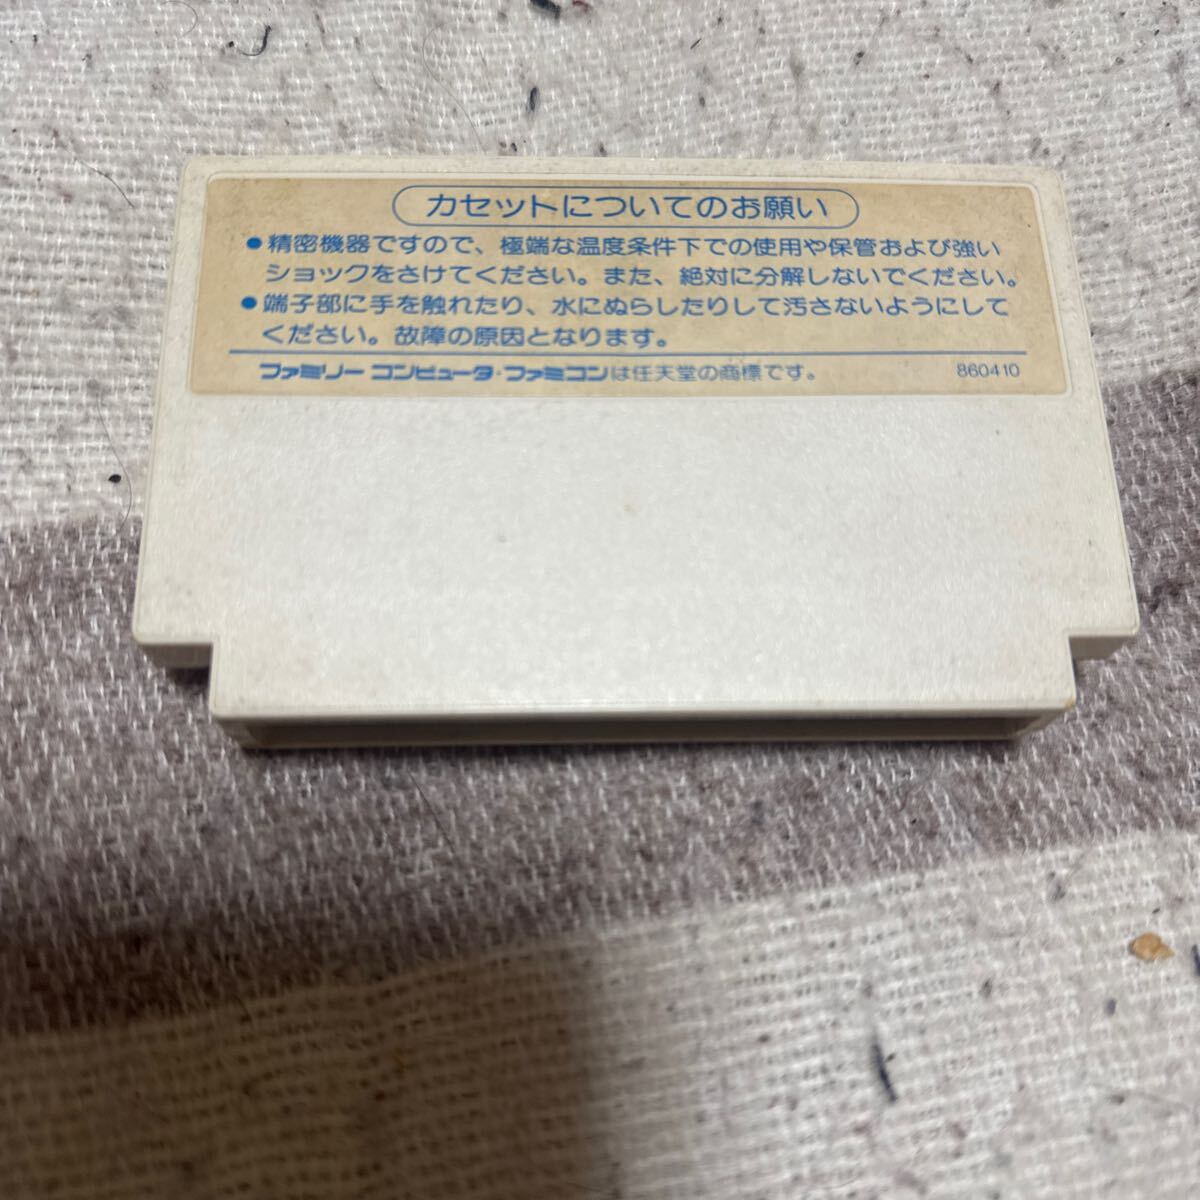 カセットについてのお願い
●精密機器ですので、極端な温度条件下での使用や保管および強い
ショックをさけてください。また、絶対に分解しないでください。
●端子部に手を触れたり、水にぬらしたりして汚さないようにして
ください。故障の原因となります。
ファミリー コンピュータ・ファミコンは任天堂の商標です。 860410